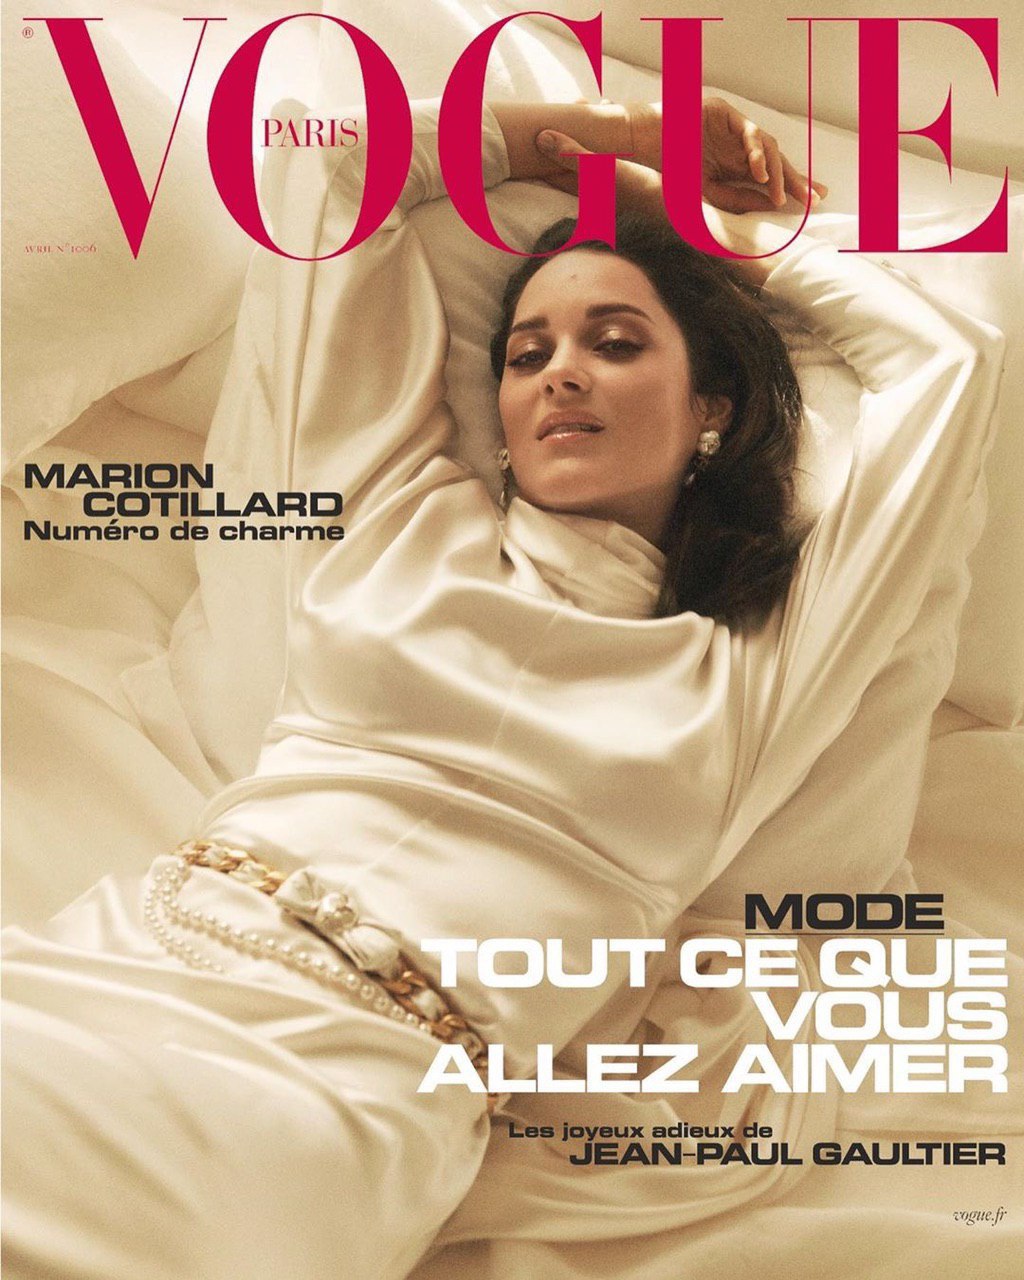 ®
VOGUE
PARIS
AVRIL N°1006
MARION
COTILLARD
Numéro de charme
MODE
TOUT CE QUE
VOUS
ALLEZ AIMER
Les joyeux adieux de
JEAN-PAUL GAULTIER
vogue.fr